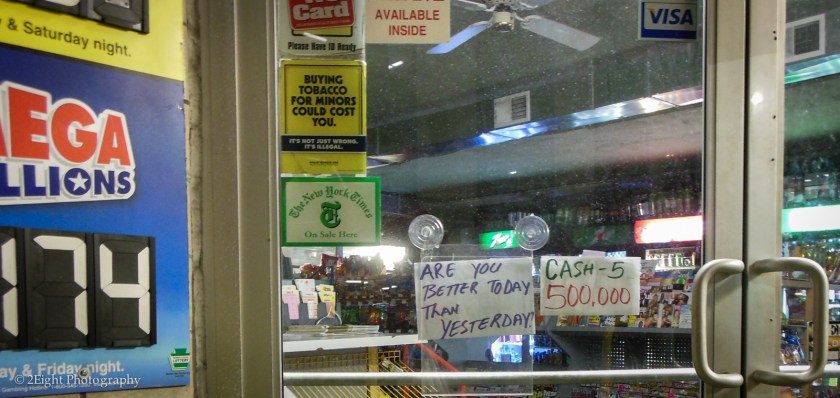 & Saturday night.
EGA
LLIONS
174
& Friday night.
© 2Eight Photography
Card
Please Have ID Ready
AVAILABLE
INSIDE
VISA
BUYING
TOBACCO
FOR MINORS
COULD COST
YOU.
IT'S NOT JUST WRONG.
IT'S ILLEGAL.
The New York Times
T
On Sale Here
ARE YOU
BETTER TODAY
THAN
YESTERDAY!
CASH-5
500,000